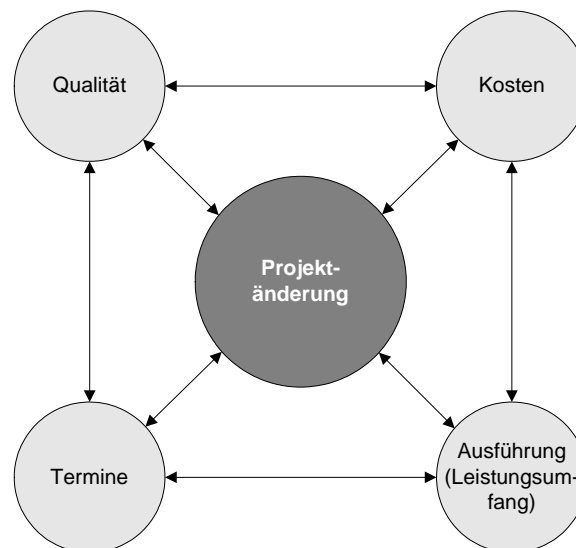 Qualität
Kosten
Projekt-
änderung
Termine
Ausführung
(Leistungsum-
fang)